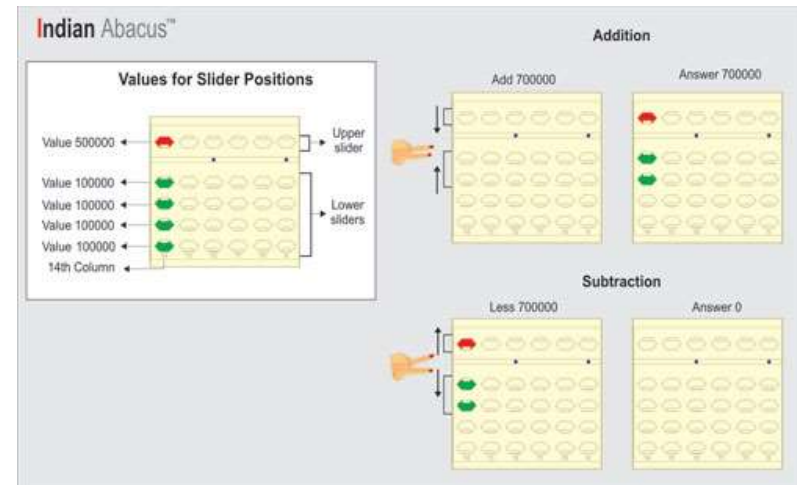 Indian Abacus™
Values for Slider Positions
Value 500000
Upper
slider
Value 100000
Value 100000
Value 100000
Value 100000
Lower
sliders
14th Column
Addition
Add 700000
Answer 700000
Subtraction
Less 700000
Answer 0